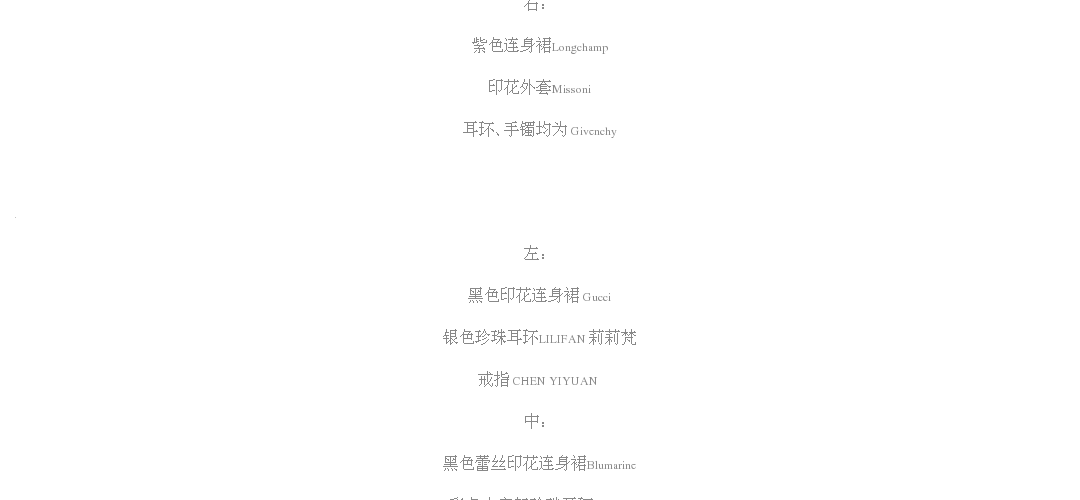 右：
紫色连身裙Longchamp
印花外套Missoni
耳环、手镯均为 Givenchy
左：
黑色印花连身裙 Gucci
银色珍珠耳环LILIFAN 莉莉梵
戒指 CHEN YIYUAN
中：
黑色蕾丝印花连身裙Blumarine